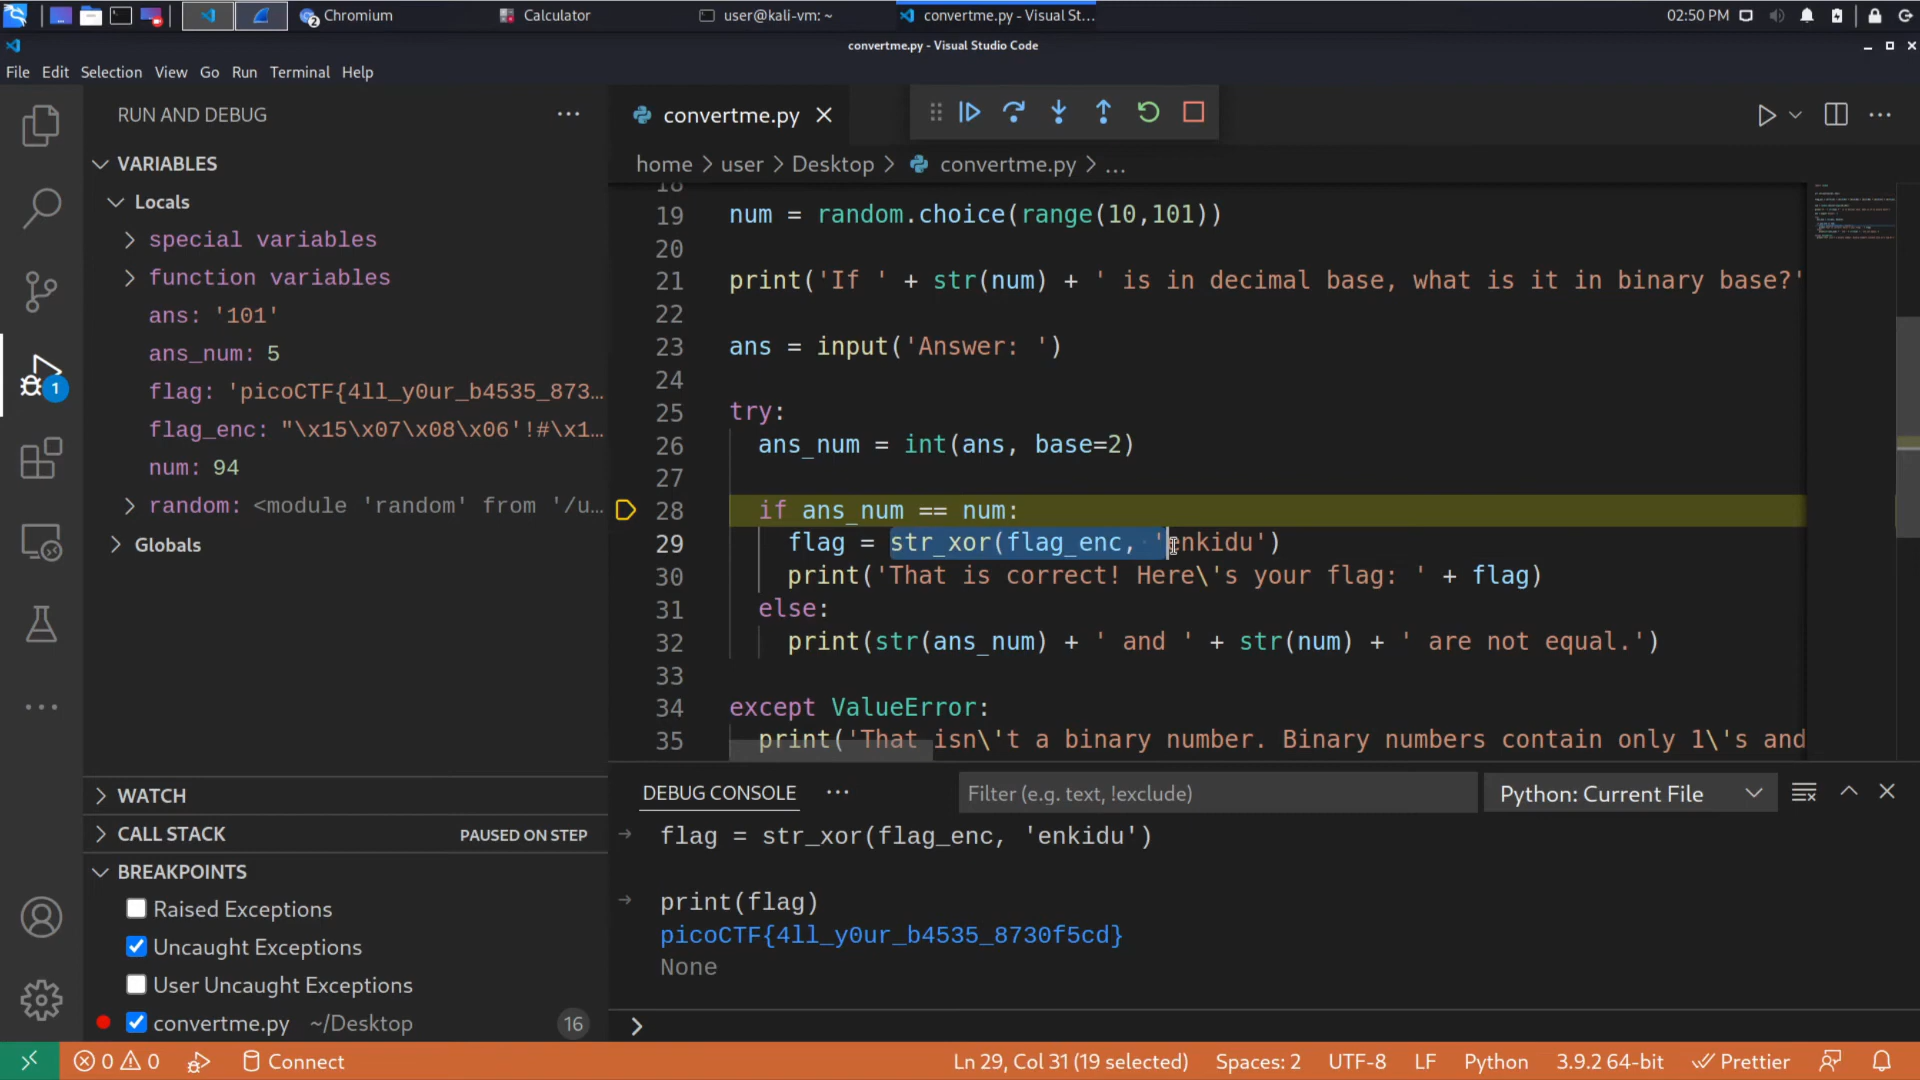 2 Chromium
Calculator
user@kali-vm: ~
convertme.py - Visual St...
02:50 PM
convertme.py - Visual Studio Code
File Edit Selection View Go Run Terminal Help
RUN AND DEBUG
VARIABLES
Locals
special variables
function variables
ans: '101'
ans_num: 5
flag: 'picoCTF{4ll_y0ur_b4535_873...
flag_enc: "\x15\x07\x08\x06'!#\x1...
num: 94
random: <module 'random' from '/u...
Globals
1
WATCH
CALL STACK PAUSED ON STEP
BREAKPOINTS
Raised Exceptions
Uncaught Exceptions
User Uncaught Exceptions
convertme.py ~/Desktop 16
convertme.py
home > user > Desktop > convertme.py > ...
18
19 num = random.choice(range(10,101))
20
21 print('If ' + str(num) + ' is in decimal base, what is it in binary base?'
22
23 ans = input('Answer: ')
24
25 try:
26 ans_num = int(ans, base=2)
27
28 if ans_num == num:
29 flag = str_xor(flag_enc, 'enkidu')
30 print('That is correct! Here\'s your flag: ' + flag)
31 else:
32 print(str(ans_num) + ' and ' + str(num) + ' are not equal.')
33
34 except ValueError:
35 print('That isn\'t a binary number. Binary numbers contain only 1\'s and
DEBUG CONSOLE
Filter (e.g. text, !exclude)
Python: Current File
flag = str_xor(flag_enc, 'enkidu')
print(flag)
picoCTF{4ll_y0ur_b4535_8730f5cd}
None
0 0 Connect
Ln 29, Col 31 (19 selected) Spaces: 2 UTF-8 LF Python 3.9.2 64-bit Prettier